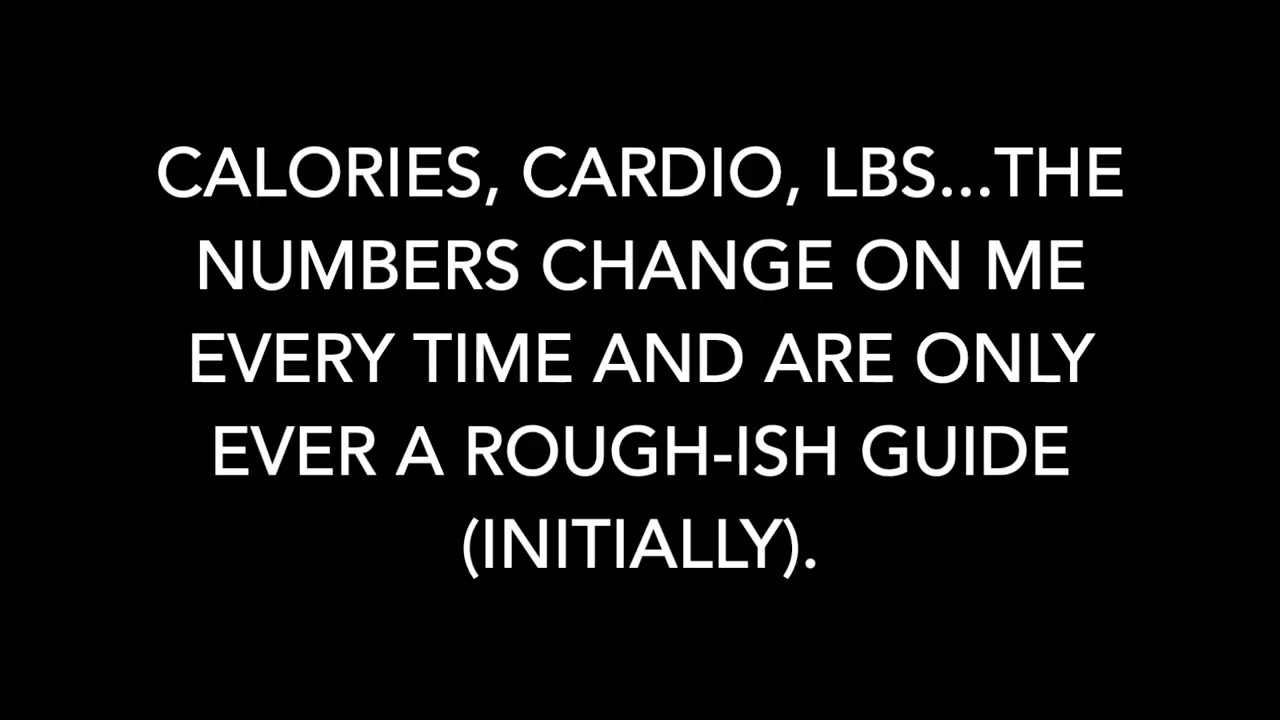 CALORIES, CARDIO, LBS...THE
NUMBERS CHANGE ON ME
EVERY TIME AND ARE ONLY
EVER A ROUGH-ISH GUIDE
(INITIALLY).